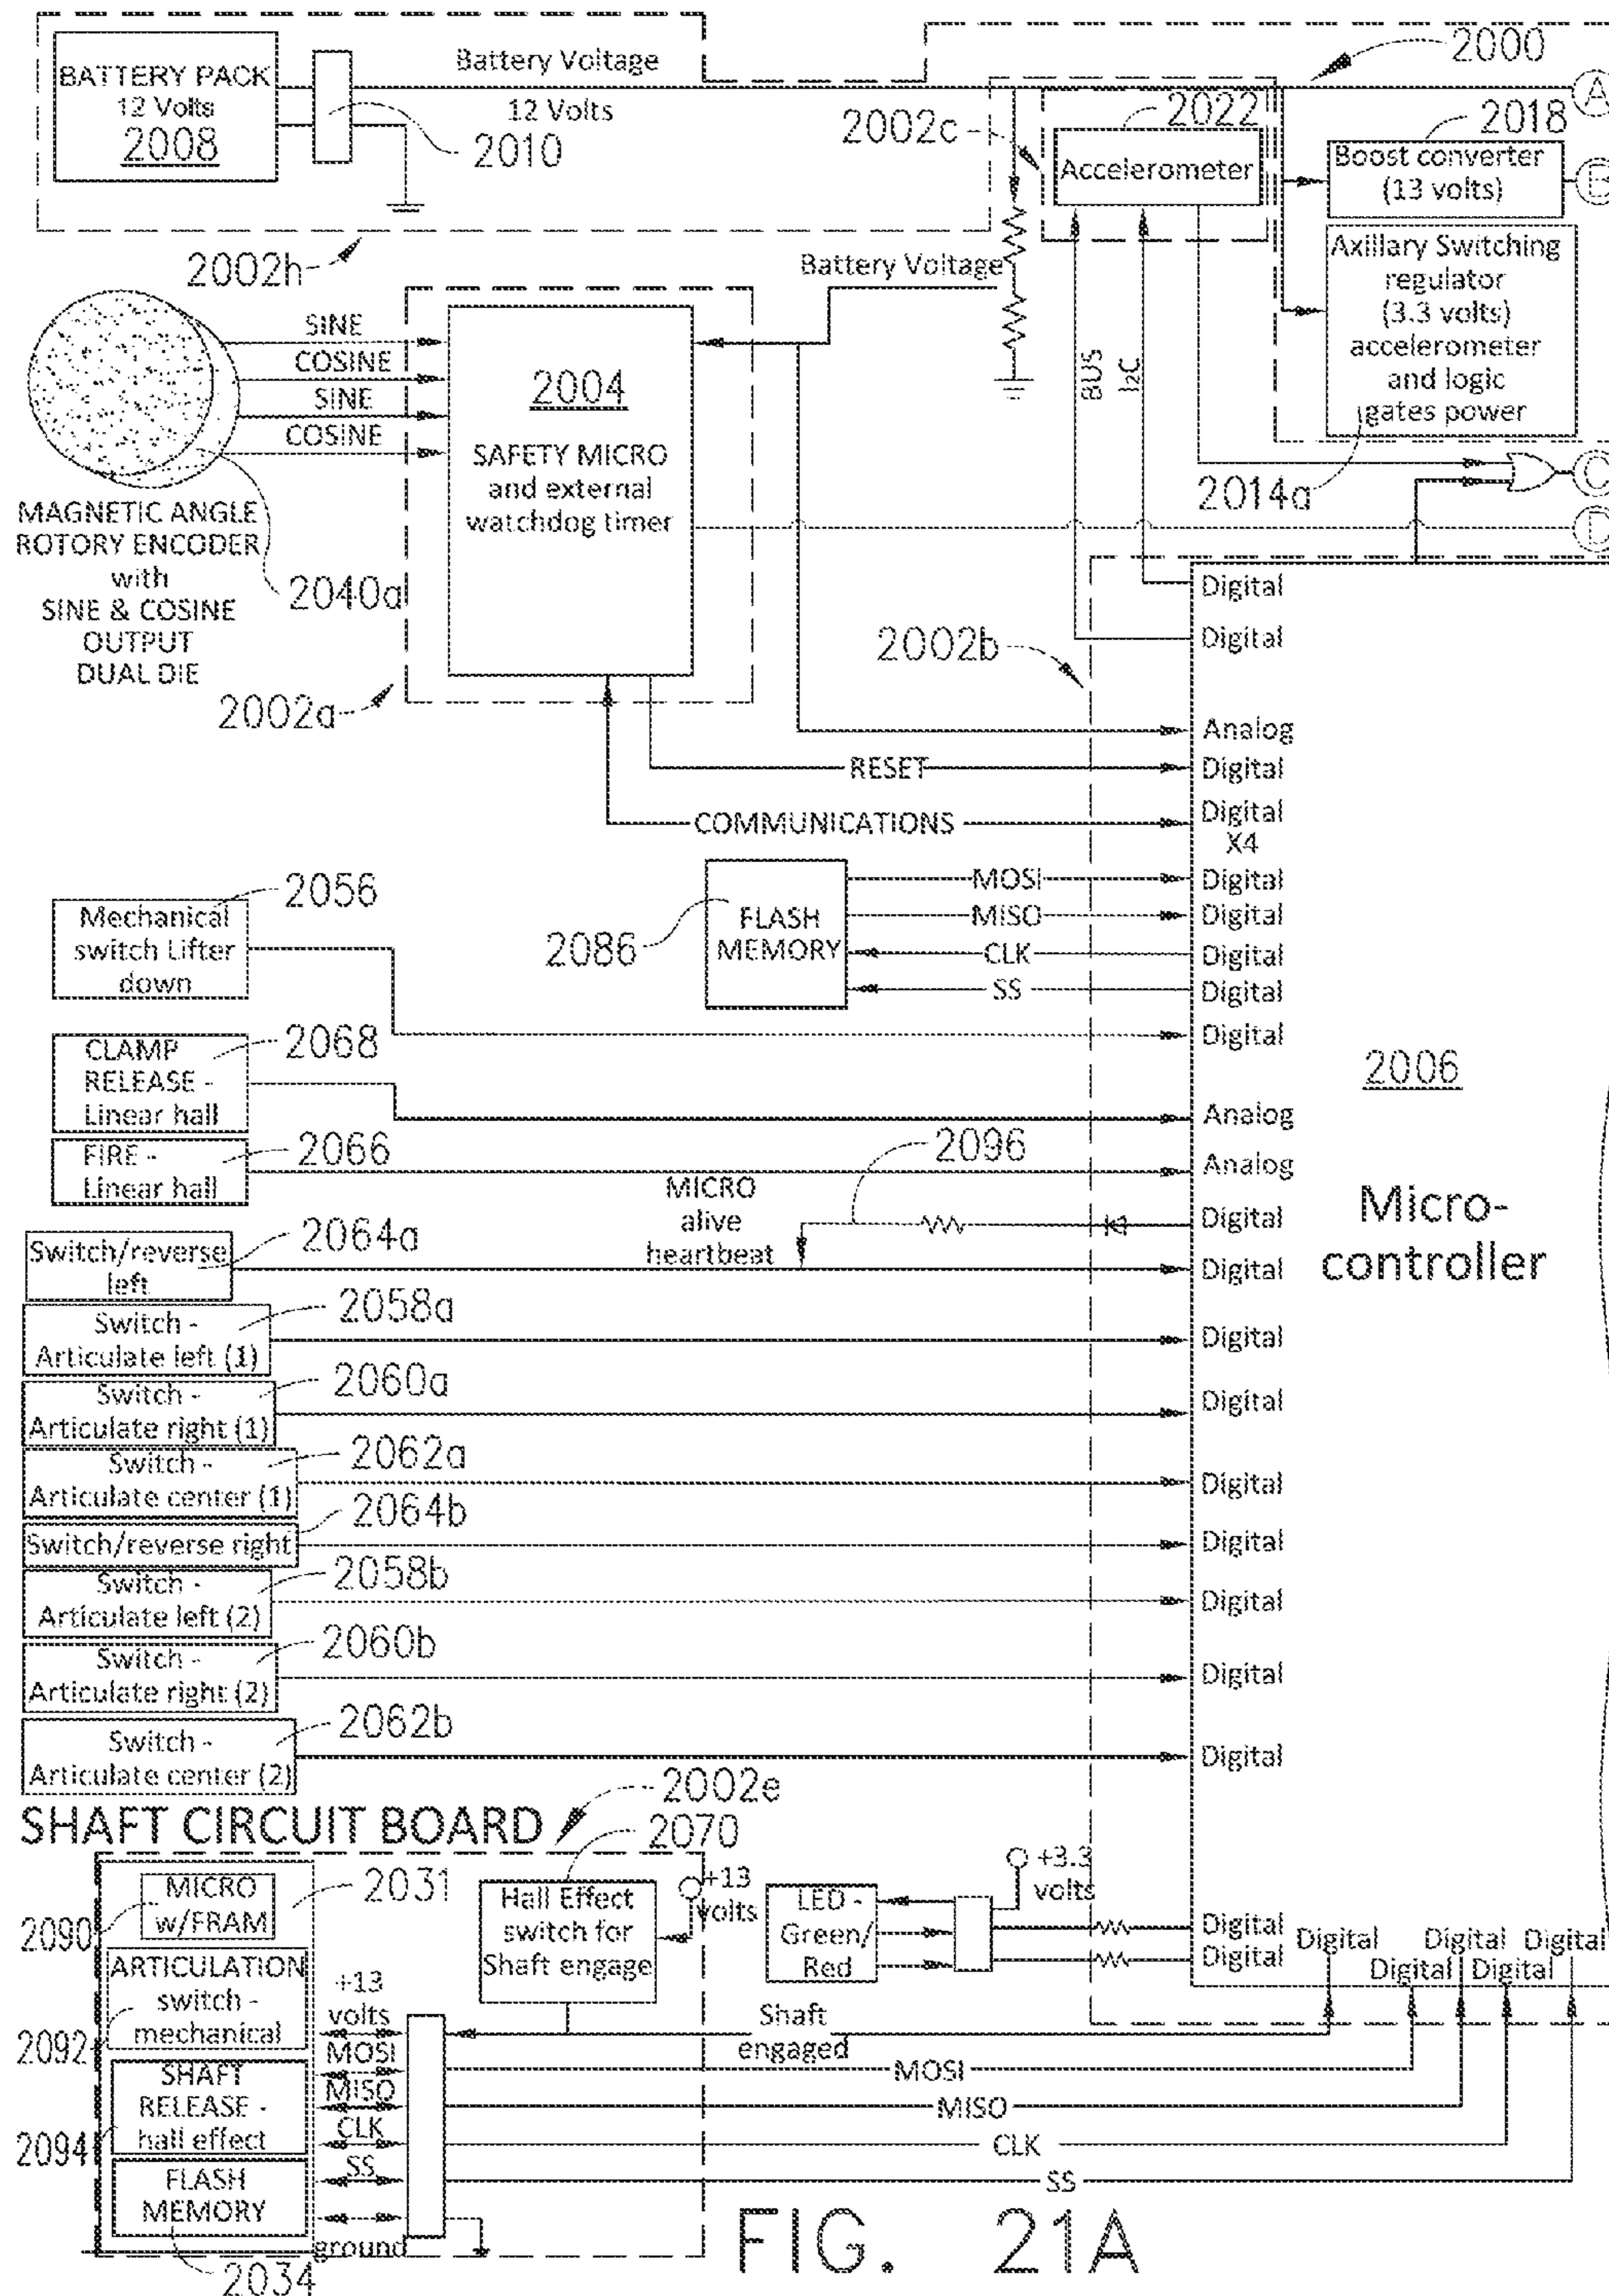 BATTERY PACK
12 Volts
2008
Battery Voltage
12 Volts
2010
2000
A
2002c
2022
Accelerometer
2018
Boost converter
(13 volts)
2002h
Battery Voltage
Axillary Switching
regulator
(3.3 volts)
accelerometer
and logic
gates power
2014a
C
D
SINE
COSINE
SINE
COSINE
BUS
I2C
2004
SAFETY MICRO
and external
watchdog timer
MAGNETIC ANGLE
ROTORY ENCODER
with
SINE & COSINE
OUTPUT
DUAL DIE
2040a
2002a
2002b
Digital
Digital
Analog
RESET
Digital
COMMUNICATIONS
Digital
X4
2086
FLASH
MEMORY
MOSI
Digital
MISO
Digital
CLK
Digital
SS
Digital
2056
Mechanical
switch Lifter
down
Digital
2068
CLAMP
RELEASE -
Linear hall
Analog
2066
FIRE -
Linear hall
Analog
2006
Micro-
controller
2096
MICRO
alive
heartbeat
Digital
2064a
Switch/reverse
left
Digital
2058a
Switch -
Articulate left (1)
Digital
2060a
Switch -
Articulate right (1)
Digital
2062a
Switch -
Articulate center (1)
Digital
2064b
Switch/reverse right
Digital
2058b
Switch -
Articulate left (2)
Digital
2060b
Switch -
Articulate right (2)
Digital
2062b
Switch -
Articulate center (2)
Digital
SHAFT CIRCUIT BOARD
2002e
2070
2031
MICRO
w/FRAM
2090
Hall Effect
switch for
Shaft engage
+13
volts
LED -
Green/
Red
+3.3
volts
Digital
Digital
Digital
Digital
Digital
Digital
Digital
ARTICULATION
switch -
mechanical
2092
SHAFT
RELEASE -
hall effect
2094
FLASH
MEMORY
2034
+13
volts
MOSI
MISO
CLK
SS
ground
Shaft
engaged
MOSI
MISO
CLK
SS
FIG. 21A